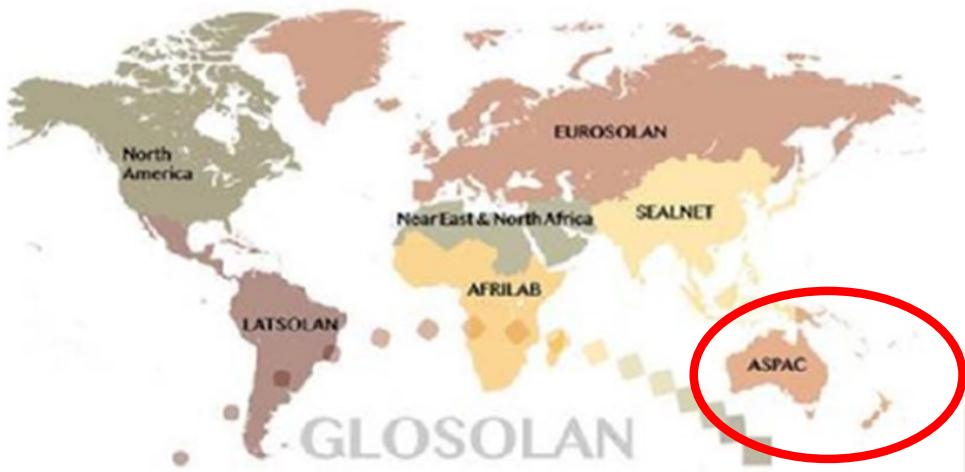 EUROSOLAN
North
America
SEALNET
Near East & North Africa
AFRILAB
LATSOLAN
ASPAC
GLOSOLAN